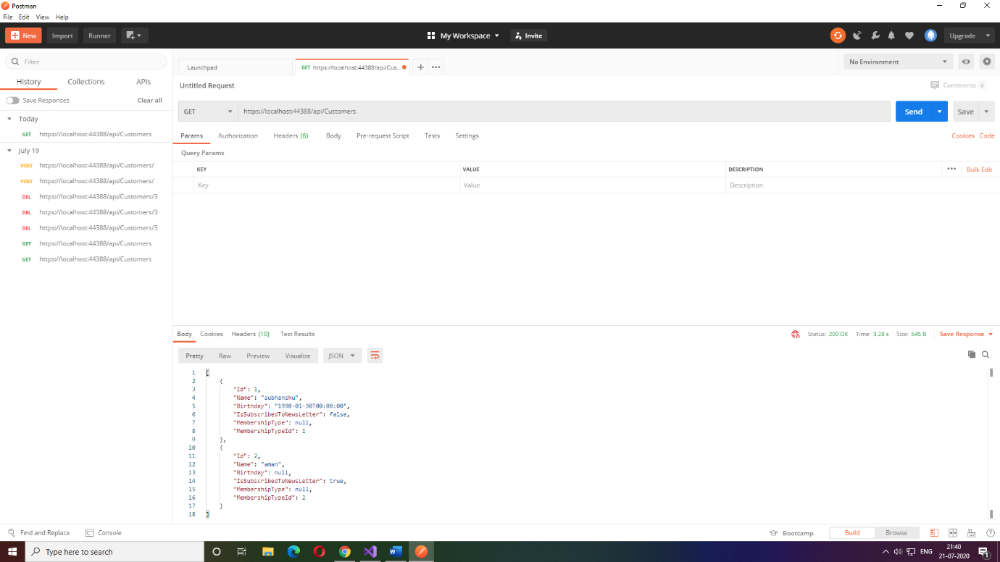 Postman
File Edit View Help
New Import Runner My Workspace Invite Upgrade
Filter
History Collections APIs
Save Responses Clear all
Today
GET https://localhost:44388/api/Customers
July 19
POST https://localhost:44388/api/Customers/
POST https://localhost:44388/api/Customers/
DEL https://localhost:44388/api/Customers/3
DEL https://localhost:44388/api/Customers/3
DEL https://localhost:44388/api/Customers/3
GET https://localhost:44388/api/Customers
GET https://localhost:44388/api/Customers
Launchpad GET https://localhost:44388/api/Cus... No Environment
Untitled Request Comments 0
GET https://localhost:44388/api/Customers Send Save
Params Authorization Headers (6) Body Pre-request Script Tests Settings Cookies Code
Query Params
KEY VALUE DESCRIPTION Bulk Edit
Key Value Description
Body Cookies Headers (10) Test Results Status: 200 OK Time: 3.28 s Size: 645 B Save Response
Pretty Raw Preview Visualize JSON
1 [
2 {
3 "Id": 1,
4 "Name": "subhanshu",
5 "Birthday": "1998-01-30T00:00:00",
6 "IsSubscribedToNewsLetter": false,
7 "MembershipType": null,
8 "MembershipTypeId": 1
9 },
10 {
11 "Id": 2,
12 "Name": "aman",
13 "Birthday": null,
14 "IsSubscribedToNewsLetter": true,
15 "MembershipType": null,
16 "MembershipTypeId": 2
17 }
18 ]
Find and Replace Console Bootcamp Build Browse
Type here to search ENG 21:40
21-07-2020 1